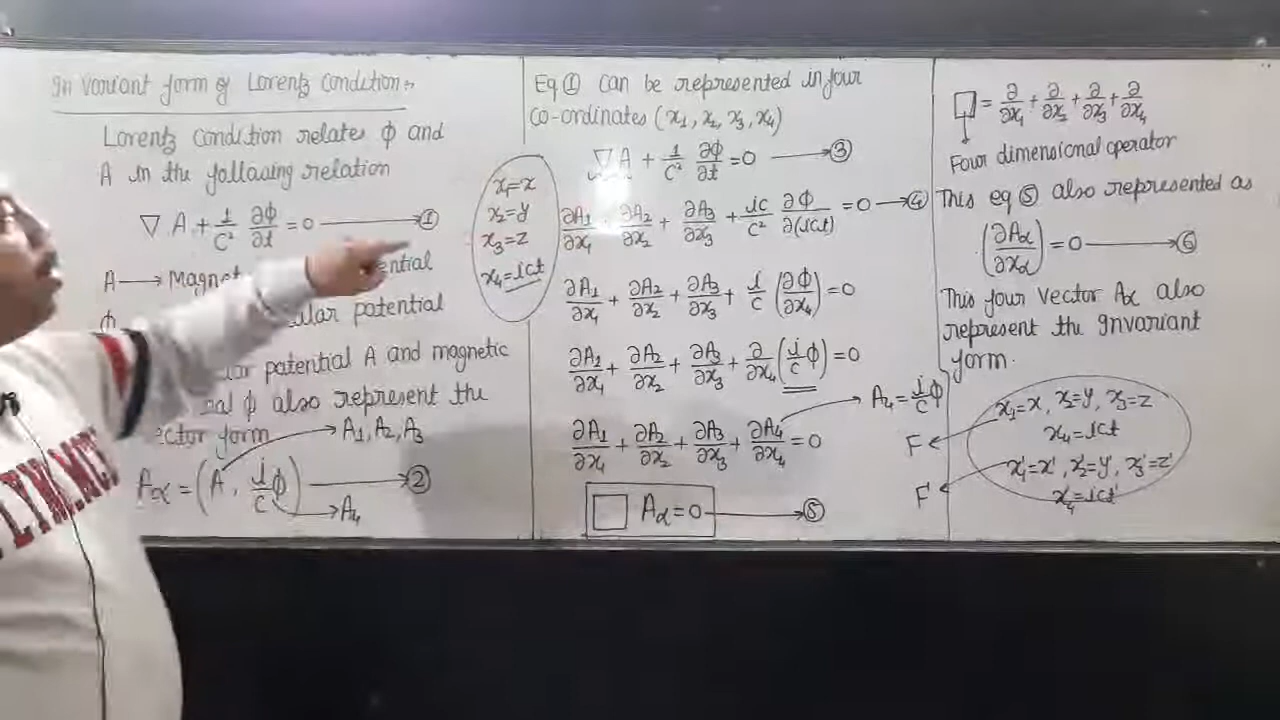 In variant form of Lorentz Condition:-
Lorentz Condition relates ϕ and
A in the following relation
∇ A + 1/C² ∂ϕ/∂t = 0 ⟶ ①
A ⟶ Magnet ential
ϕ ular potential
potential A and magnetic
ϕ also represent the
form ⟶ A1, A2, A3
Aα = (A, i/c ϕ) ⟶ ②
⟶ A4
x1=x
x2=y
x3=z
x4=ict
Eq ① can be represented in four
co-ordinates (x1, x2, x3, x4)
∇ A + 1/C² ∂ϕ/∂t = 0 ⟶ ③
∂A1/∂x1 + ∂A2/∂x2 + ∂A3/∂x3 + ic/c² ∂ϕ/∂(ict) = 0 ⟶ ④
∂A1/∂x1 + ∂A2/∂x2 + ∂A3/∂x3 + i/c (∂ϕ/∂x4) = 0
∂A1/∂x1 + ∂A2/∂x2 + ∂A3/∂x3 + ∂/∂x4 (i/c ϕ) = 0
⟶ A4 = i/c ϕ
∂A1/∂x1 + ∂A2/∂x2 + ∂A3/∂x3 + ∂A4/∂x4 = 0
□ Aα = 0 ⟶ ⑤
□ = ∂/∂x1 + ∂/∂x2 + ∂/∂x3 + ∂/∂x4
Four dimensional operator
This eq ⑤ also represented as
(∂Aα/∂xα) = 0 ⟶ ⑥
This four vector Aα also
represent the Invariant
form.
x1=x, x2=y, x3=z
F ← x4=ict
x1'=x', x2'=y', x3'=z'
F' ← x4'=ict'